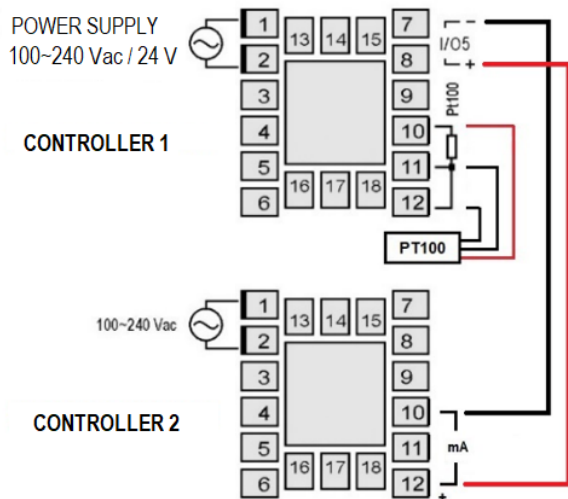 POWER SUPPLY
100~240 Vac / 24 V
1
2
3
4
5
6
13 14 15
16 17 18
7
8
9
10
11
12
I/O5
−
+
Pt100
CONTROLLER 1
PT100
100~240 Vac
1
2
3
4
5
6
13 14 15
16 17 18
7
8
9
10
11
12
mA
+
CONTROLLER 2